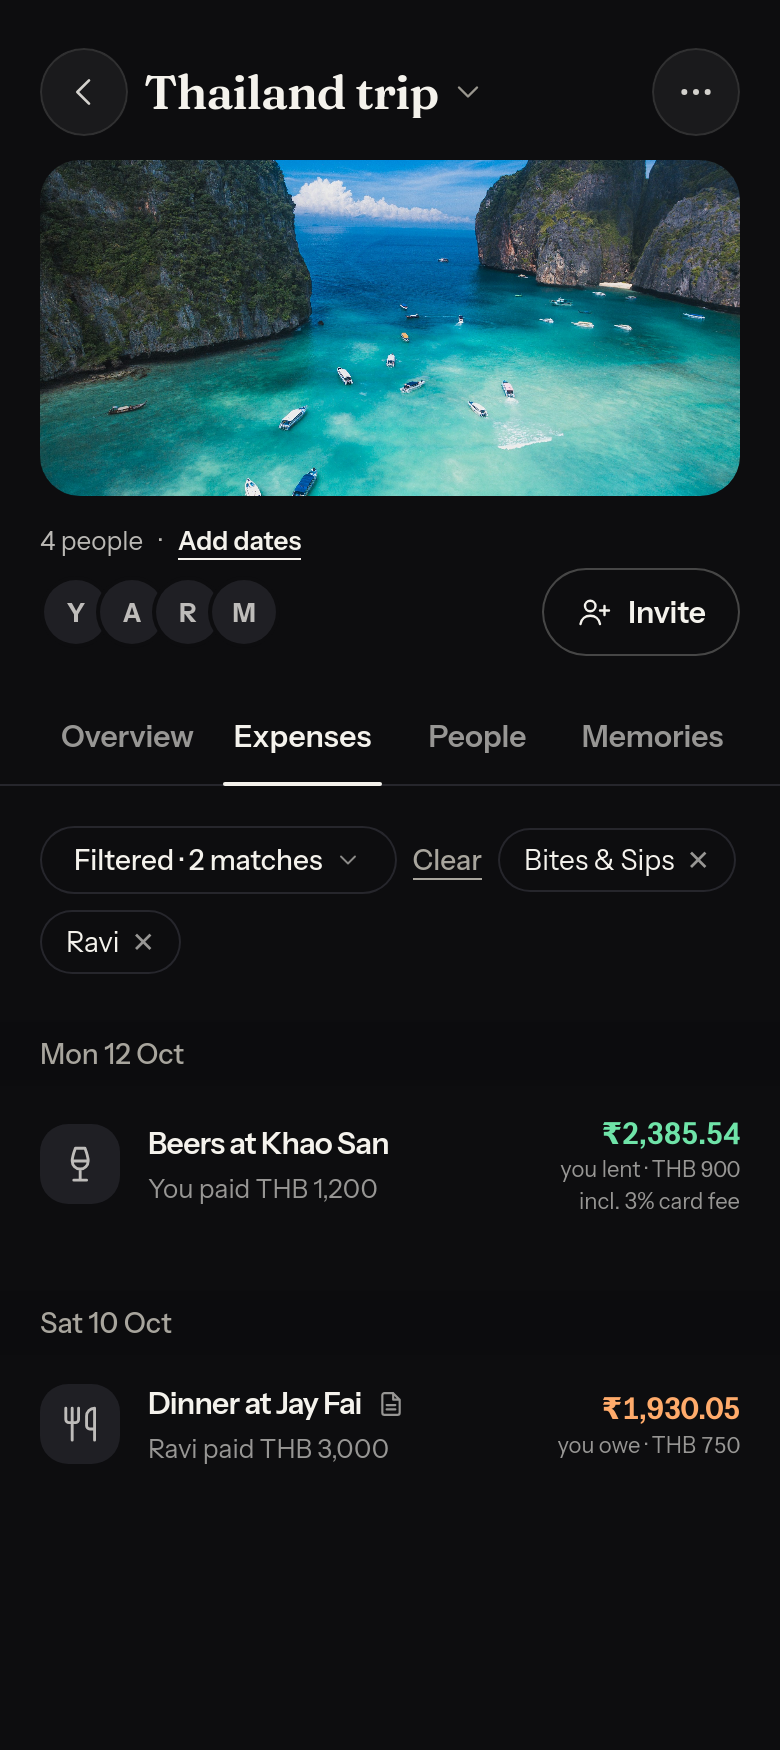 Thailand trip
4 people · Add dates
Y A R M
Invite
Overview Expenses People Memories
Filtered · 2 matches Clear Bites & Sips ✕
Ravi ✕
Mon 12 Oct
Beers at Khao San
You paid THB 1,200
₹2,385.54
you lent · THB 900
incl. 3% card fee
Sat 10 Oct
Dinner at Jay Fai
Ravi paid THB 3,000
₹1,930.05
you owe · THB 750